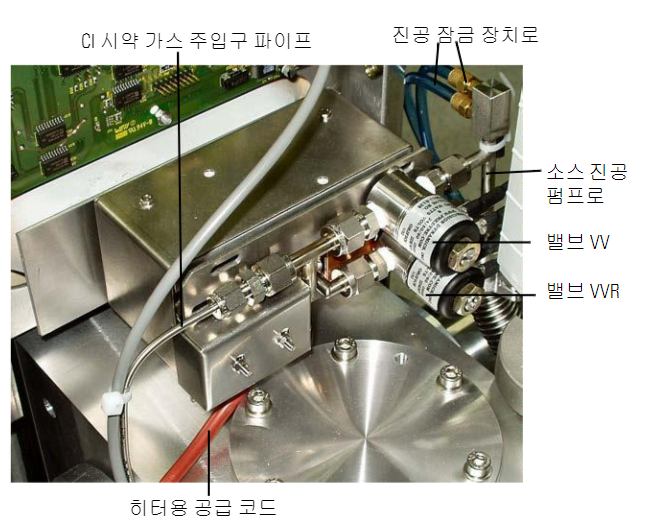 CI 시약 가스 주입구 파이프
진공 잠금 장치로
소스 진공
펌프로
밸브 VV
밸브 VVR
히터용 공급 코드